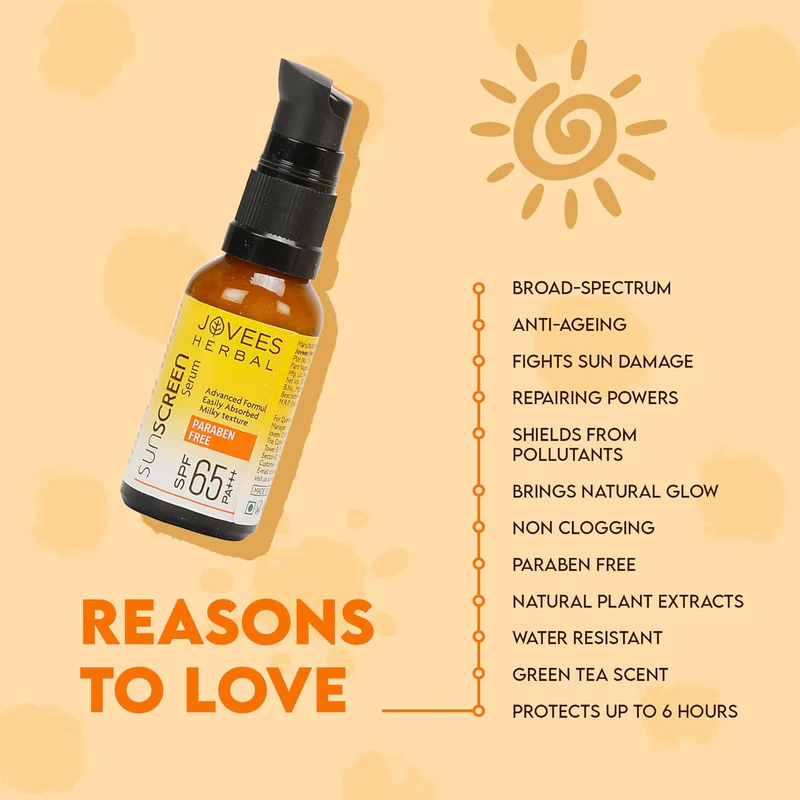 JOVEES
HERBAL
SUNSCREEN
Serum
Advanced Formul
Easily Absorbed
Milky texture
PARABEN
FREE
SPF
65
PA+++
BROAD-SPECTRUM
ANTI-AGEING
FIGHTS SUN DAMAGE
REPAIRING POWERS
SHIELDS FROM
POLLUTANTS
BRINGS NATURAL GLOW
NON CLOGGING
PARABEN FREE
NATURAL PLANT EXTRACTS
WATER RESISTANT
GREEN TEA SCENT
PROTECTS UP TO 6 HOURS
REASONS
TO LOVE